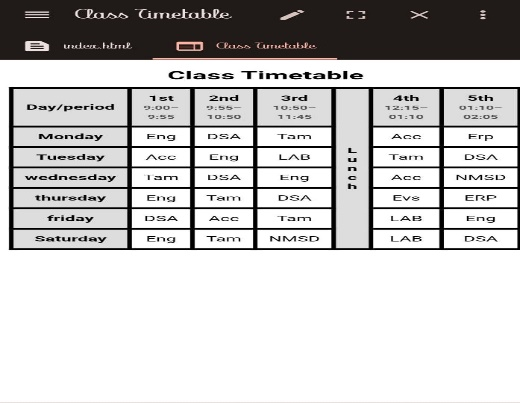 Class Timetable
index.html Class Timetable
Class Timetable
Day/period 1st 9:00-9:55 2nd 9:55-10:50 3rd 10:50-11:45 Lunch 4th 12:15-01:10 5th 01:10-02:05
Monday Eng DSA Tam Acc Erp
Tuesday Acc Eng LAB Tam DSA
wednesday Tam DSA Eng Acc NMSD
thursday Eng Tam DSA Evs ERP
friday DSA Acc Tam LAB Eng
Saturday Eng Tam NMSD LAB DSA